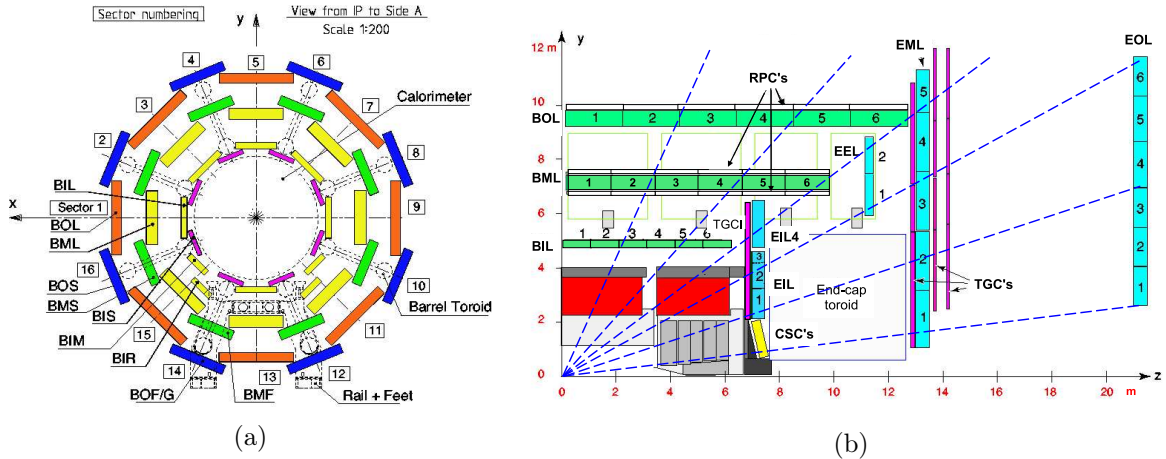 Sector numbering
y
View from IP to Side A
Scale 1:200
4
5
6
3
7
Calorimeter
2
8
BIL
x
Sector 1
9
BOL
BML
16
10
BOS
Barrel Toroid
BMS
BIS
15
11
BIM
BIR
14
13
12
BOF/G
BMF
Rail + Feet
(a)
y
12 m
EML
EOL
RPC's
6
5
10
BOL
1 2 3 4 5 6
5
8
EEL
2
4
4
BML
1 2 3 4 5 6
1
6
TGCI
3
3
BIL
1 2 3 4 5 6
EIL4
4
3
2
2
2
EIL
End-cap
toroid
TGC's
1
1
2
CSC's
1
0
0 2 4 6 8 10 12 14 16 18 20
m
z
(b)